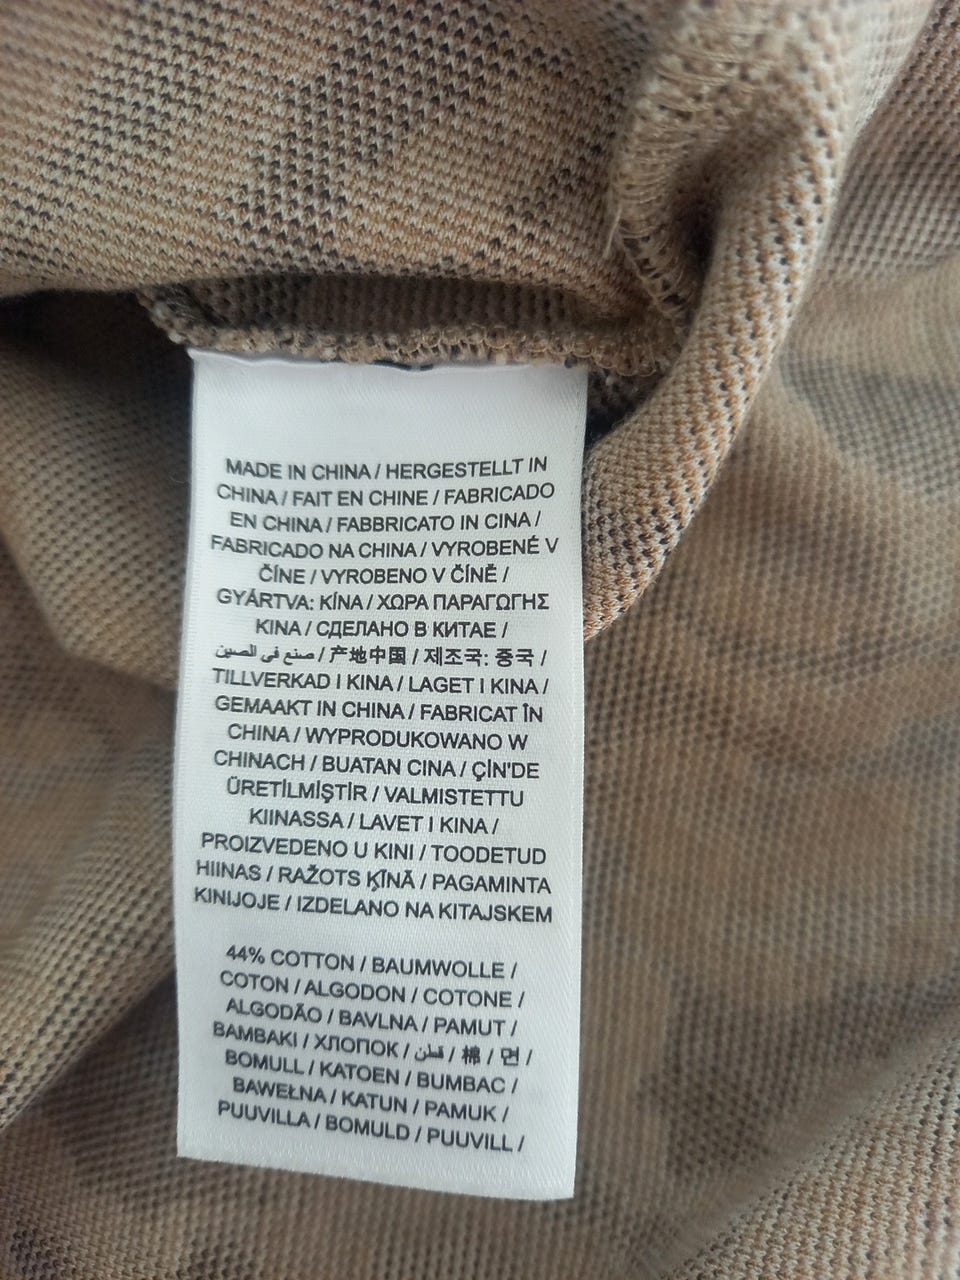 MADE IN CHINA / HERGESTELLT IN
CHINA / FAIT EN CHINE / FABRICADO
EN CHINA / FABBRICATO IN CINA /
FABRICADO NA CHINA / VYROBENÉ V
ČÍNE / VYROBENO V ČÍNĚ /
GYÁRTVA: KÍNA / ΧΩΡΑ ΠΑΡΑΓΩΓΗΣ
ΚΙΝΑ / СДЕЛАНО В КИТАЕ /
صنع في الصين / 产地中国 / 제조국: 중국 /
TILLVERKAD I KINA / LAGET I KINA /
GEMAAKT IN CHINA / FABRICAT ÎN
CHINA / WYPRODUKOWANO W
CHINACH / BUATAN CINA / ÇİN'DE
ÜRETİLMİŞTİR / VALMISTETTU
KIINASSA / LAVET I KINA /
PROIZVEDENO U KINI / TOODETUD
HIINAS / RAŽOTS ĶĪNĀ / PAGAMINTA
KINIJOJE / IZDELANO NA KITAJSKEM
44% COTTON / BAUMWOLLE /
COTON / ALGODON / COTONE /
ALGODÃO / BAVLNA / PAMUT /
ΒΑΜΒΑΚΙ / ХЛОПОК / قطن / 棉 / 면 /
BOMULL / KATOEN / BUMBAC /
BAWEŁNA / KATUN / PAMUK /
PUUVILLA / BOMULD / PUUVILL /